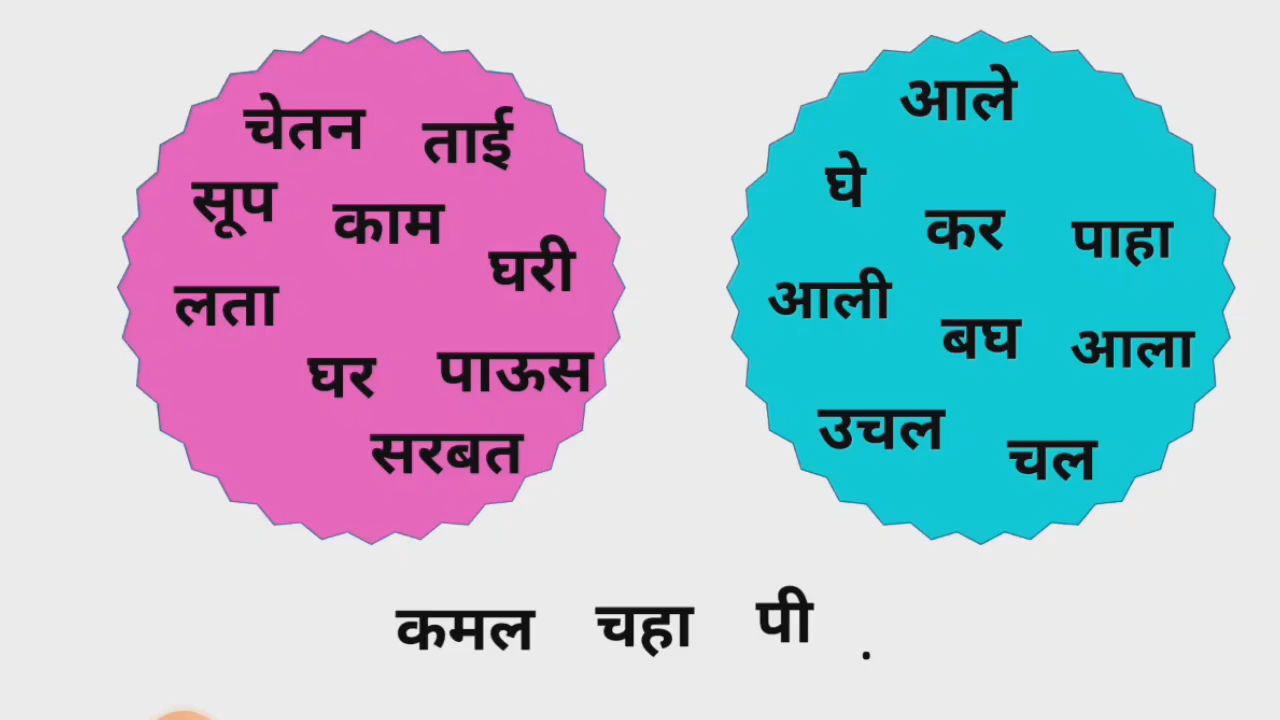 चेतन ताई
सूप काम
घरी
लता
घर पाऊस
सरबत
आले
घे
कर पाहा
आली
बघ आला
उचल
चल
कमल चहा पी .